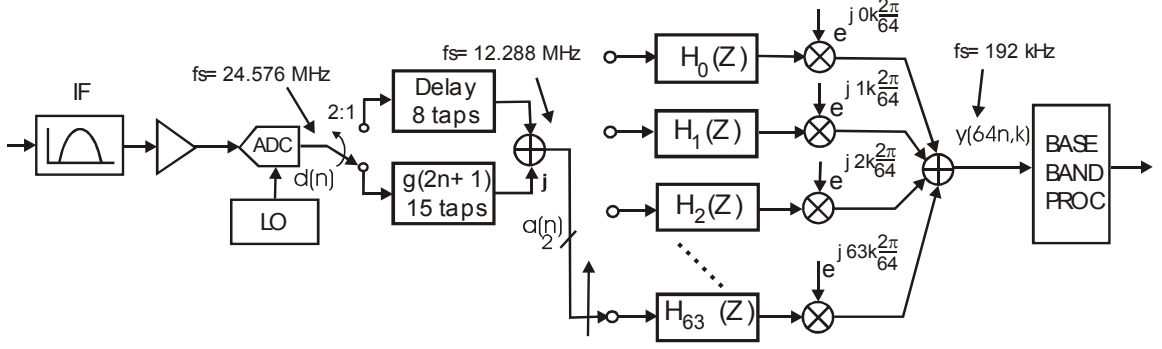 IF
fs= 24.576 MHz
ADC
LO
d(n)
2:1
Delay
8 taps
g(2n+ 1)
15 taps
j
fs= 12.288 MHz
a(n)
2
H0(Z)
e j 0k 2π/64
H1(Z)
e j 1k 2π/64
H2(Z)
e j 2k 2π/64
H63 (Z)
e j 63k 2π/64
fs= 192 kHz
y(64n,k)
BASE
BAND
PROC